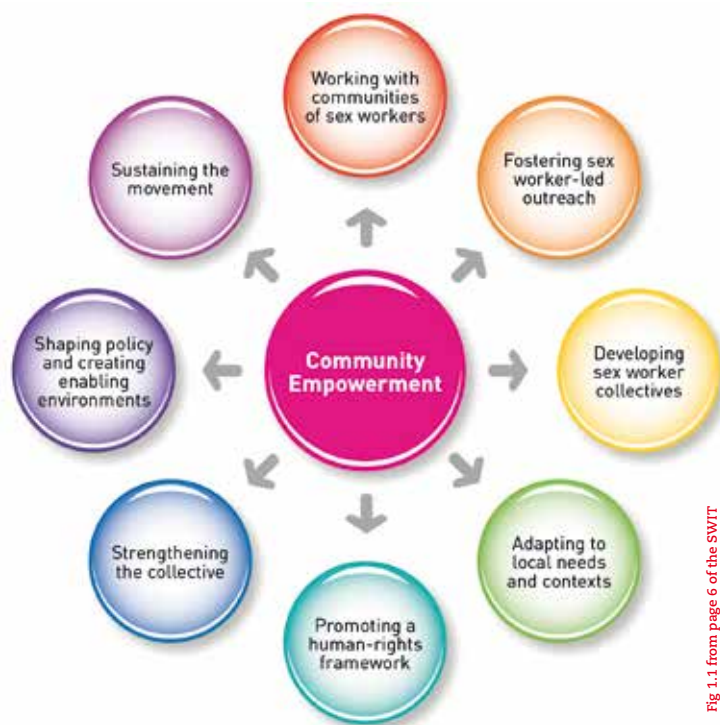 Working with
communities
of sex workers
Fostering sex
worker-led
outreach
Developing
sex worker
collectives
Adapting to
local needs
and contexts
Promoting a
human-rights
framework
Strengthening
the collective
Shaping policy
and creating
enabling
environments
Sustaining the
movement
Community
Empowerment
Fig 1.1 from page 6 of the SWIT